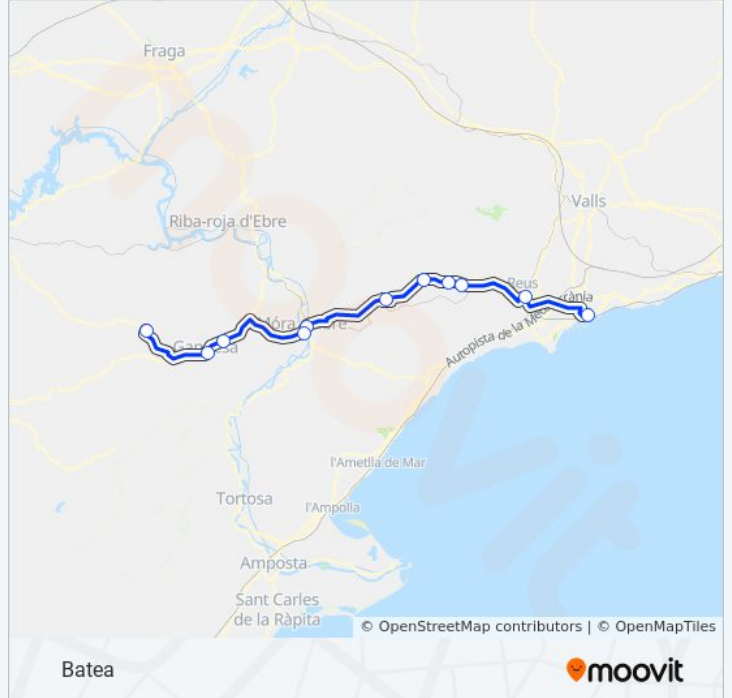 Fraga
Valls
Riba-roja d'Ebre
Reus
Autopista de la
l'Ametlla de Mar
Tortosa
l'Ampolla
Amposta
Sant Carles
de la Ràpita
© OpenStreetMap contributors | © OpenMapTiles
Batea
moovit